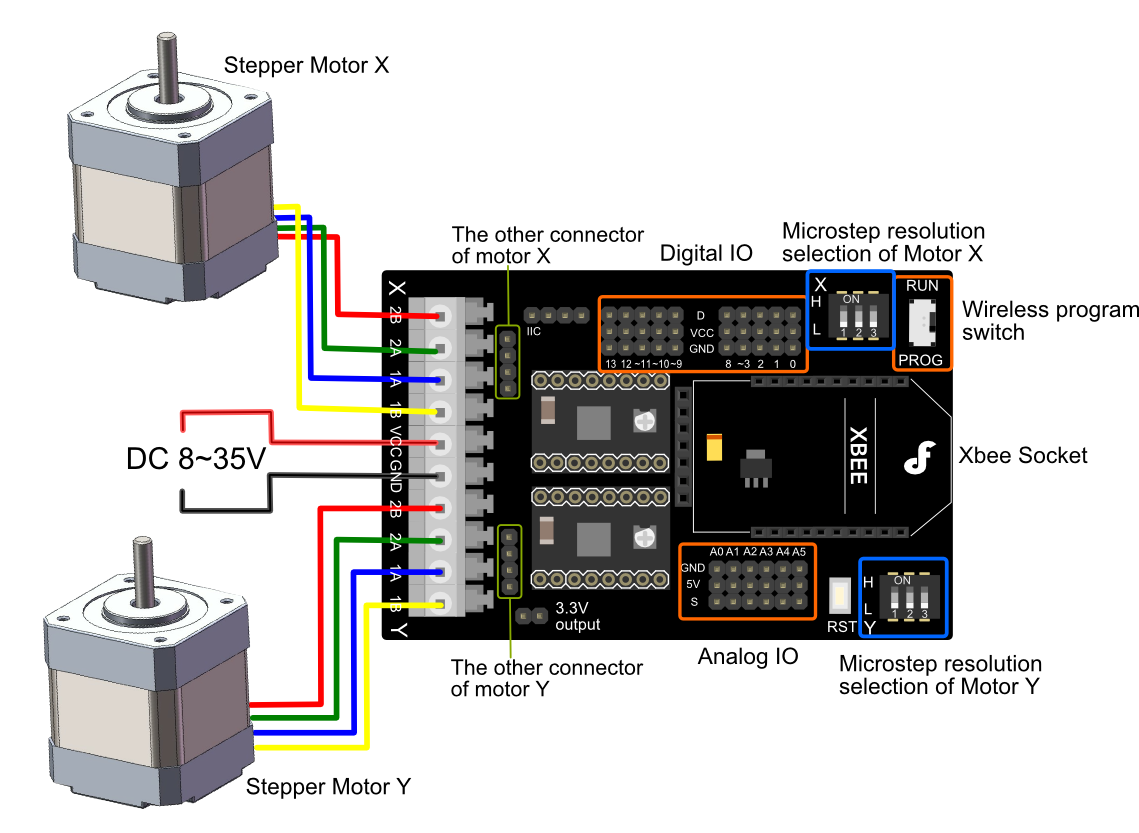 Stepper Motor X
The other connector
of motor X
Digital IO
Microstep resolution
selection of Motor X
Wireless program
switch
X
2B
2A
1A
1B
VCC
GND
2B
2A
1A
1B
Y
DC 8~35V
IIC
D
VCC
GND
13 12 ~11 ~10 ~9
8 ~3 2 1 0
X
H
L
ON
1 2 3
RUN
PROG
XBEE
Xbee Socket
A0 A1 A2 A3 A4 A5
GND
5V
S
3.3V
output
RST
H
L
Y
ON
1 2 3
The other connector
of motor Y
Analog IO
Microstep resolution
selection of Motor Y
Stepper Motor Y